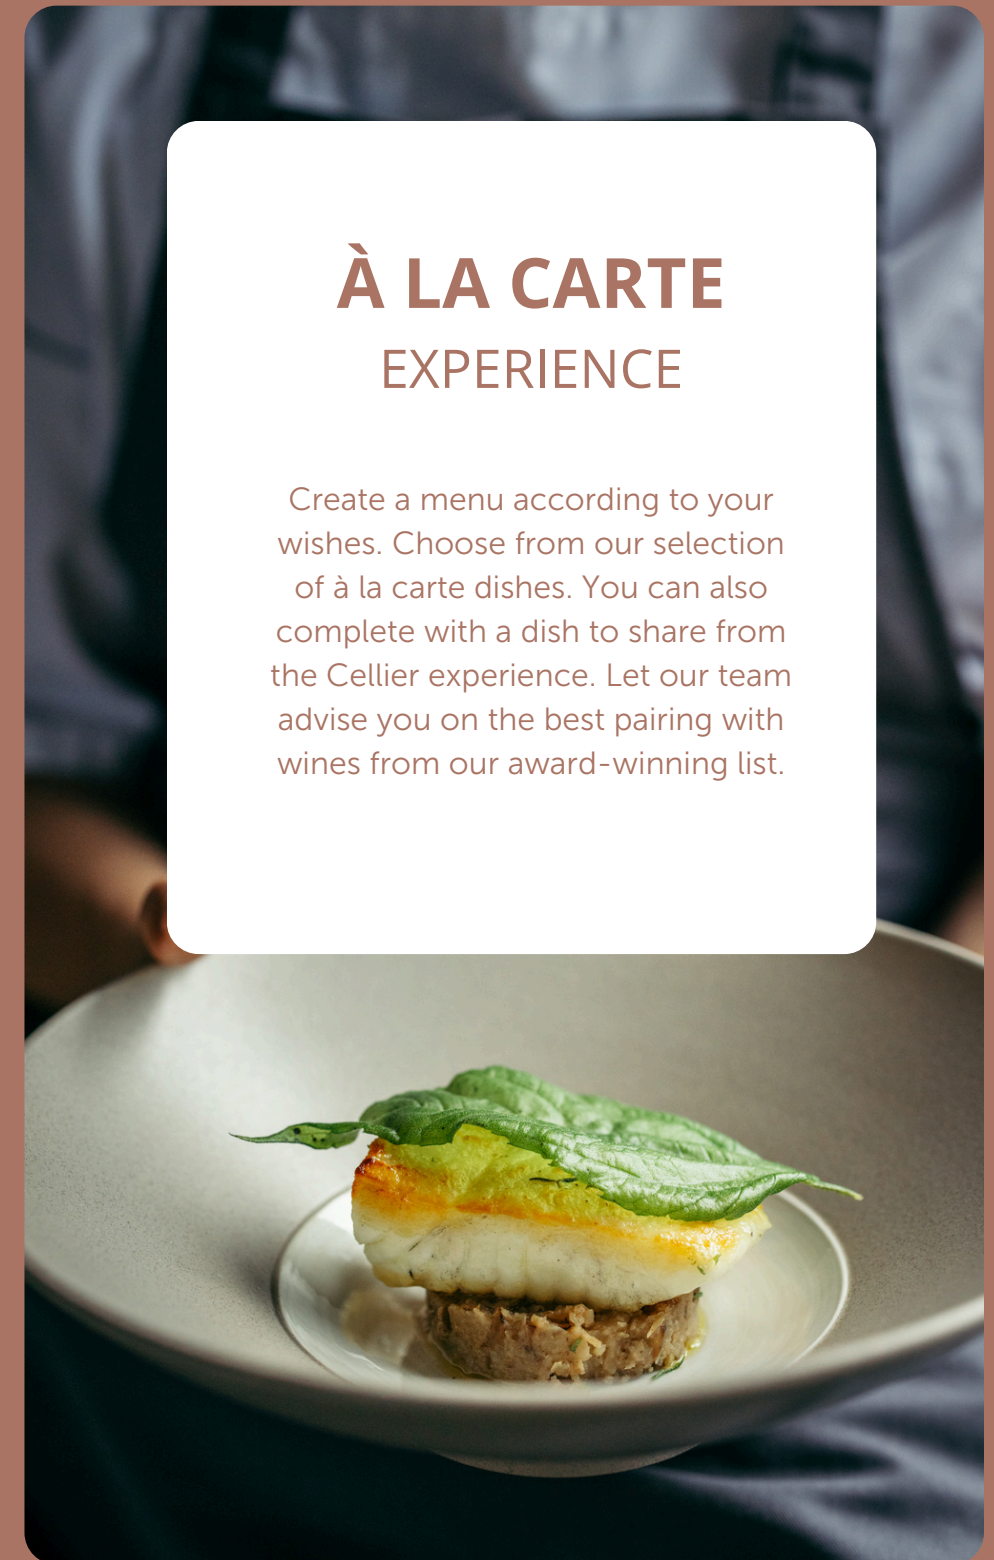 À LA CARTE
EXPERIENCE
Create a menu according to your
wishes. Choose from our selection
of à la carte dishes. You can also
complete with a dish to share from
the Cellier experience. Let our team
advise you on the best pairing with
wines from our award-winning list.